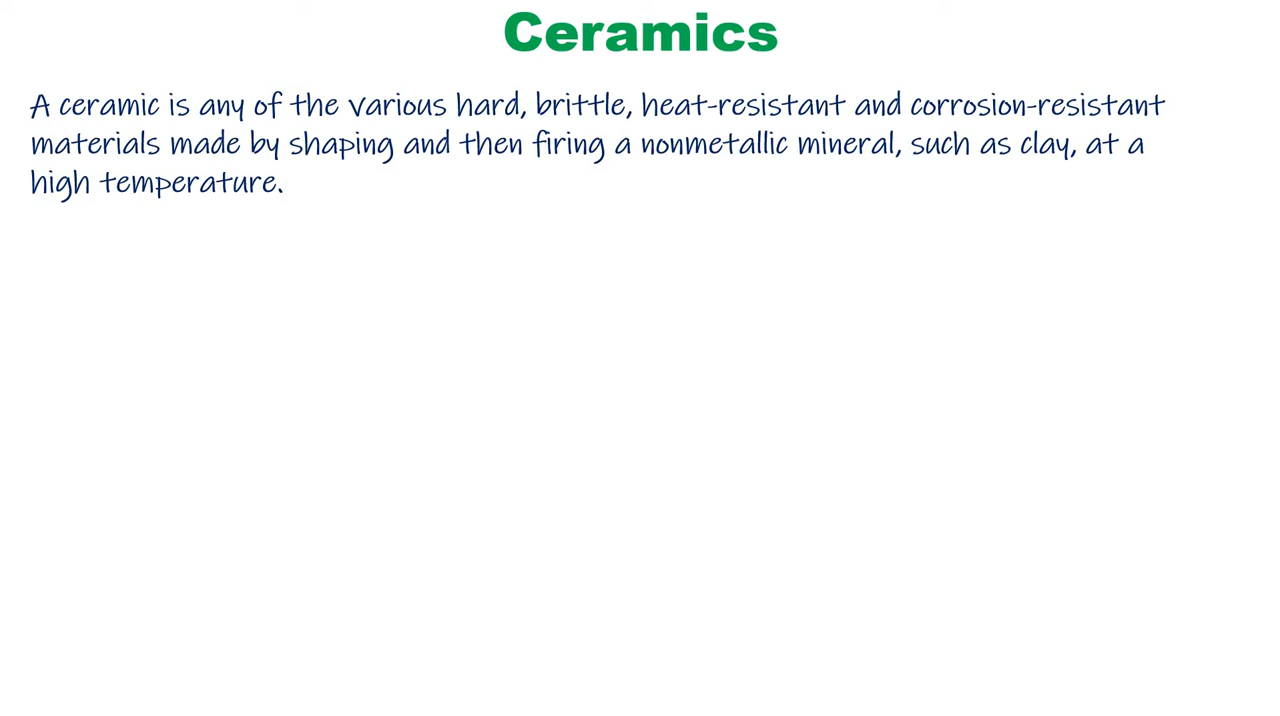 Ceramics
A ceramic is any of the various hard, brittle, heat-resistant and corrosion-resistant
materials made by shaping and then firing a nonmetallic mineral, such as clay, at a
high temperature.